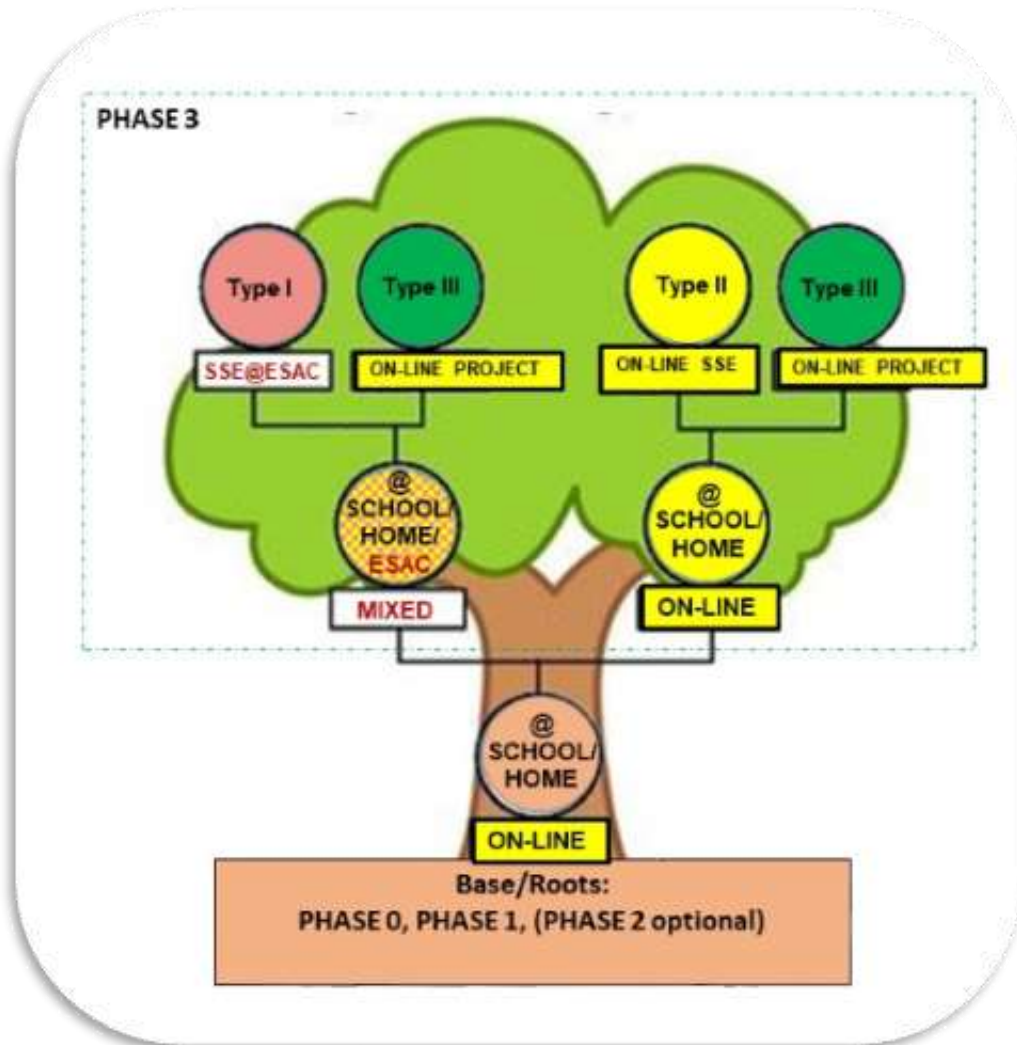 PHASE 3
Type I
Type III
Type II
Type III
SSE@ESAC
ON-LINE PROJECT
ON-LINE SSE
ON-LINE PROJECT
@
SCHOOL/
HOME/
ESAC
MIXED
@
SCHOOL/
HOME
ON-LINE
@
SCHOOL/
HOME
ON-LINE
Base/Roots:
PHASE 0, PHASE 1, (PHASE 2 optional)